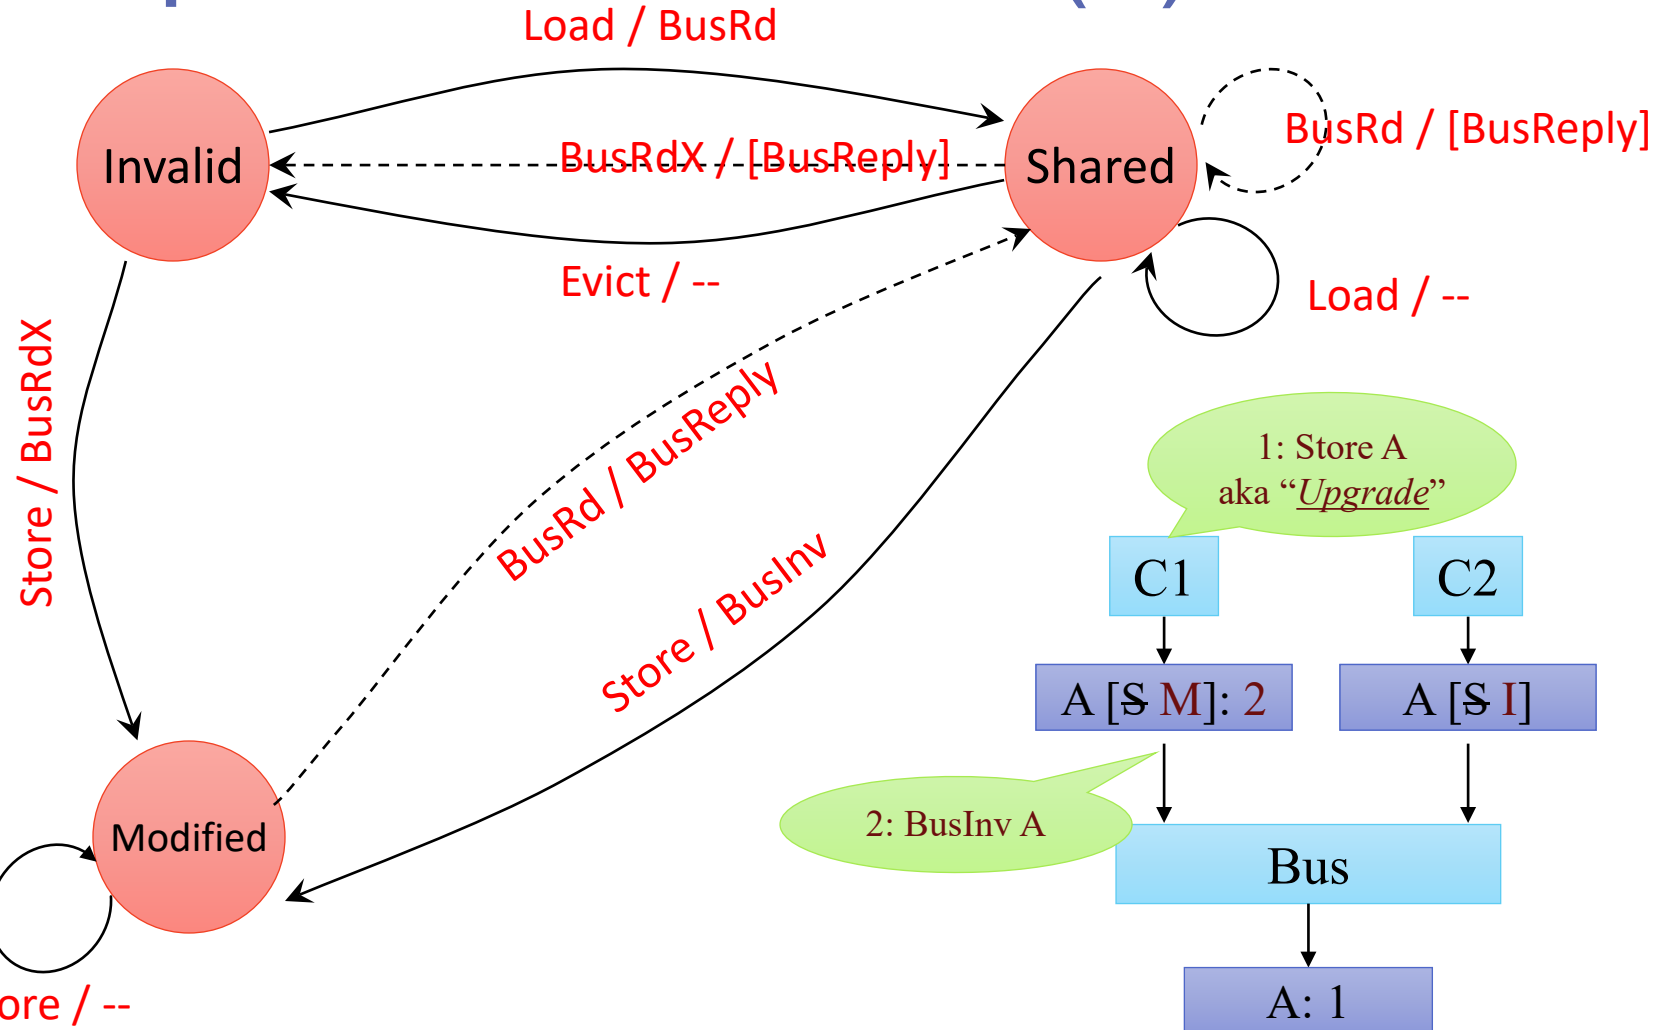 Load / BusRd
Invalid
BusRdX / [BusReply]
Shared
BusRd / [BusReply]
Evict / --
Load / --
Store / BusRdX
BusRd / BusReply
Store / BusInv
Modified
ore / --
1: Store A
aka “Upgrade”
C1
C2
A [S M]: 2
A [S I]
2: BusInv A
Bus
A: 1